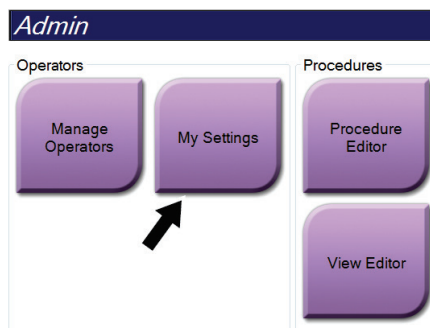 Admin
Operators
Manage
Operators
My Settings
Procedures
Procedure
Editor
View Editor